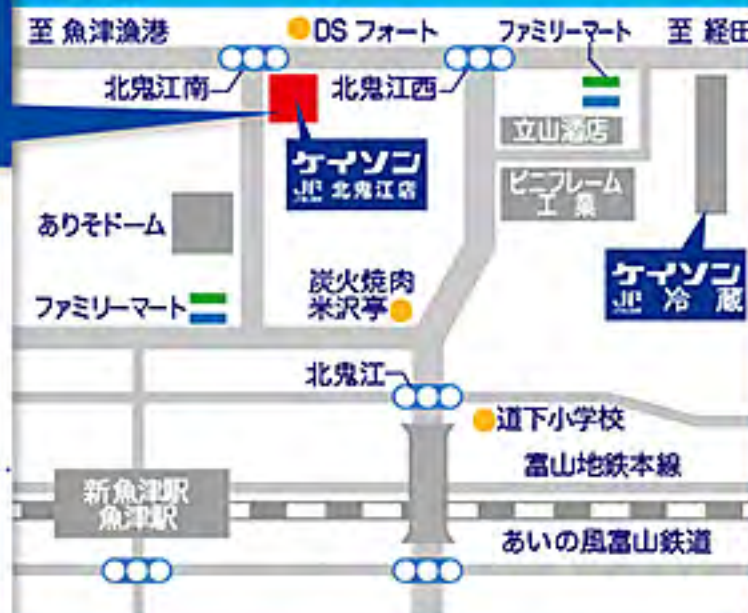 至 魚津漁港
DS フォート
ファミリーマート
至 経田
北鬼江南
北鬼江西
立山酒店
ケイソン
JP 北鬼江店
ビニフレーム
工業
ありそドーム
ケイソン
JP 冷蔵
炭火焼肉
米沢亭
ファミリーマート
北鬼江
道下小学校
富山地鉄本線
新魚津駅
魚津駅
あいの風富山鉄道